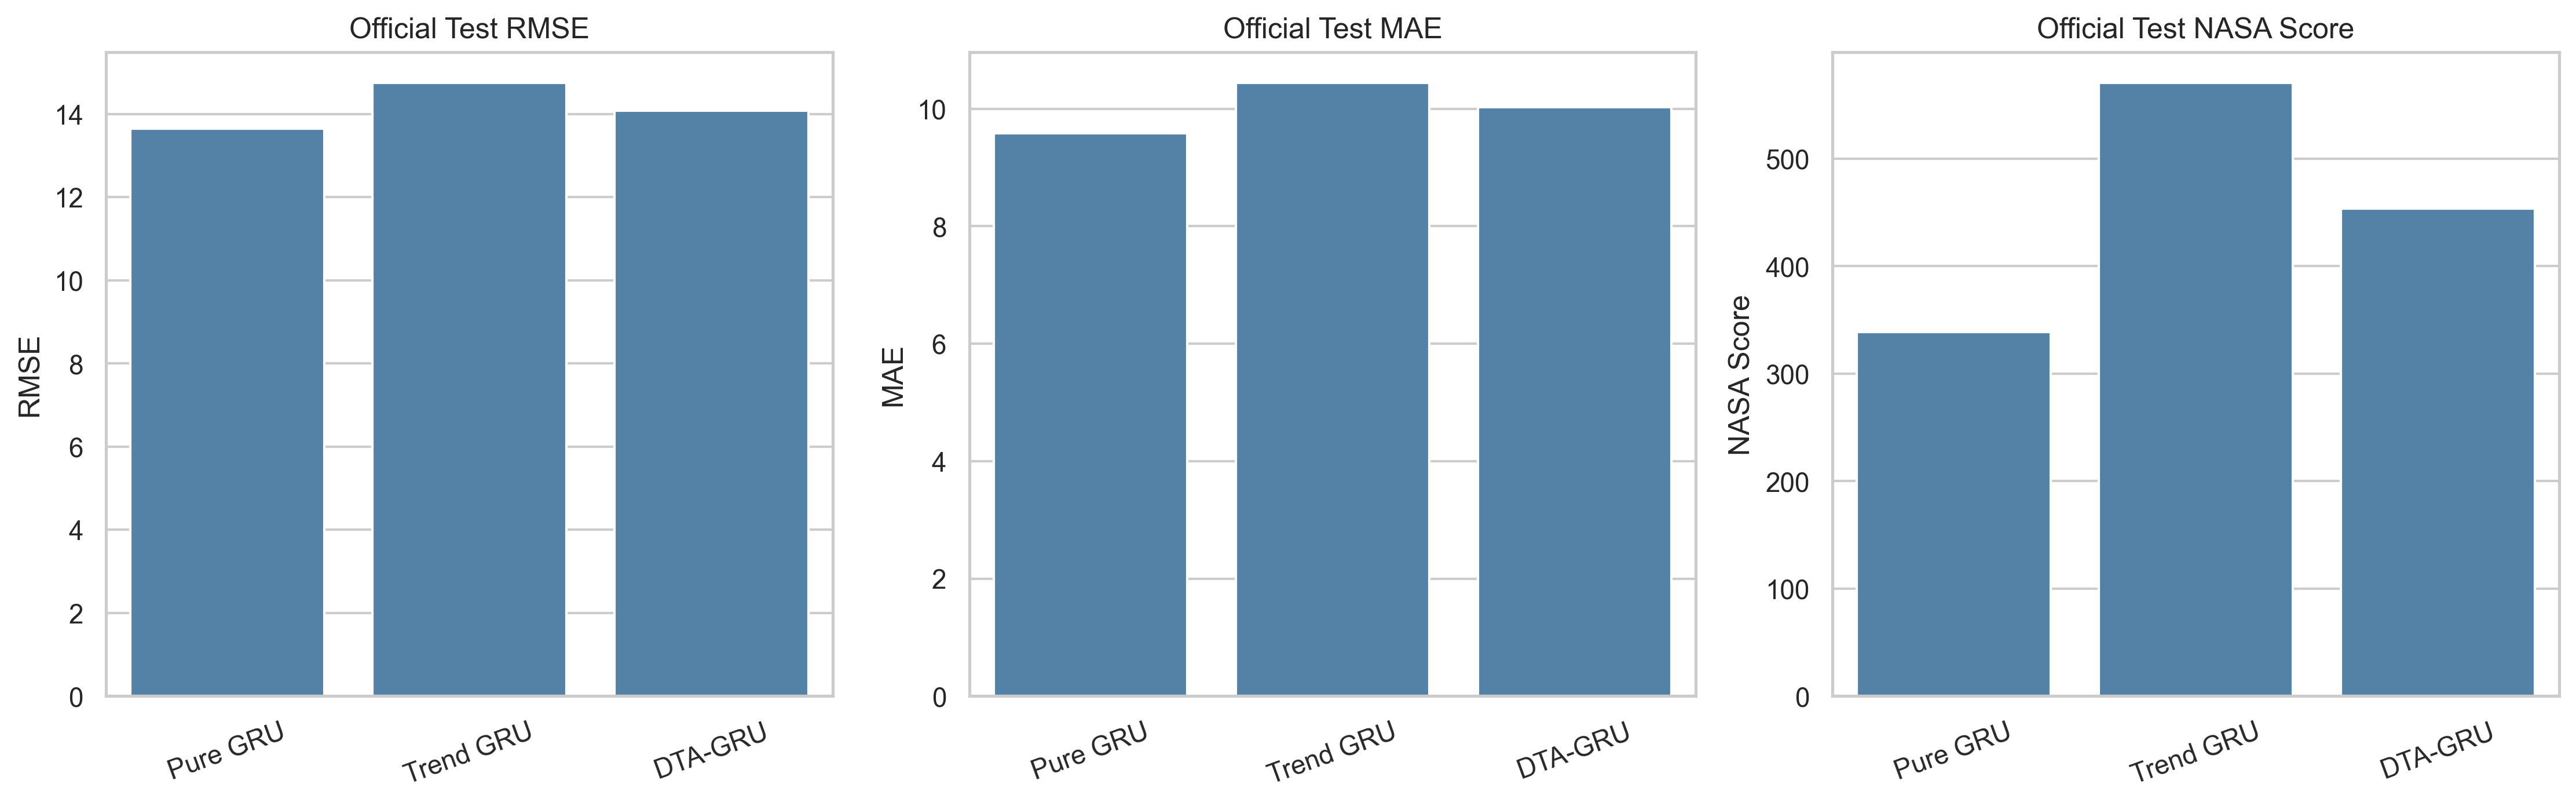 Official Test RMSE
RMSE
14
12
10
8
6
4
2
0
Pure GRU
Trend GRU
DTA-GRU
Official Test MAE
MAE
10
8
6
4
2
0
Pure GRU
Trend GRU
DTA-GRU
Official Test NASA Score
NASA Score
500
400
300
200
100
0
Pure GRU
Trend GRU
DTA-GRU